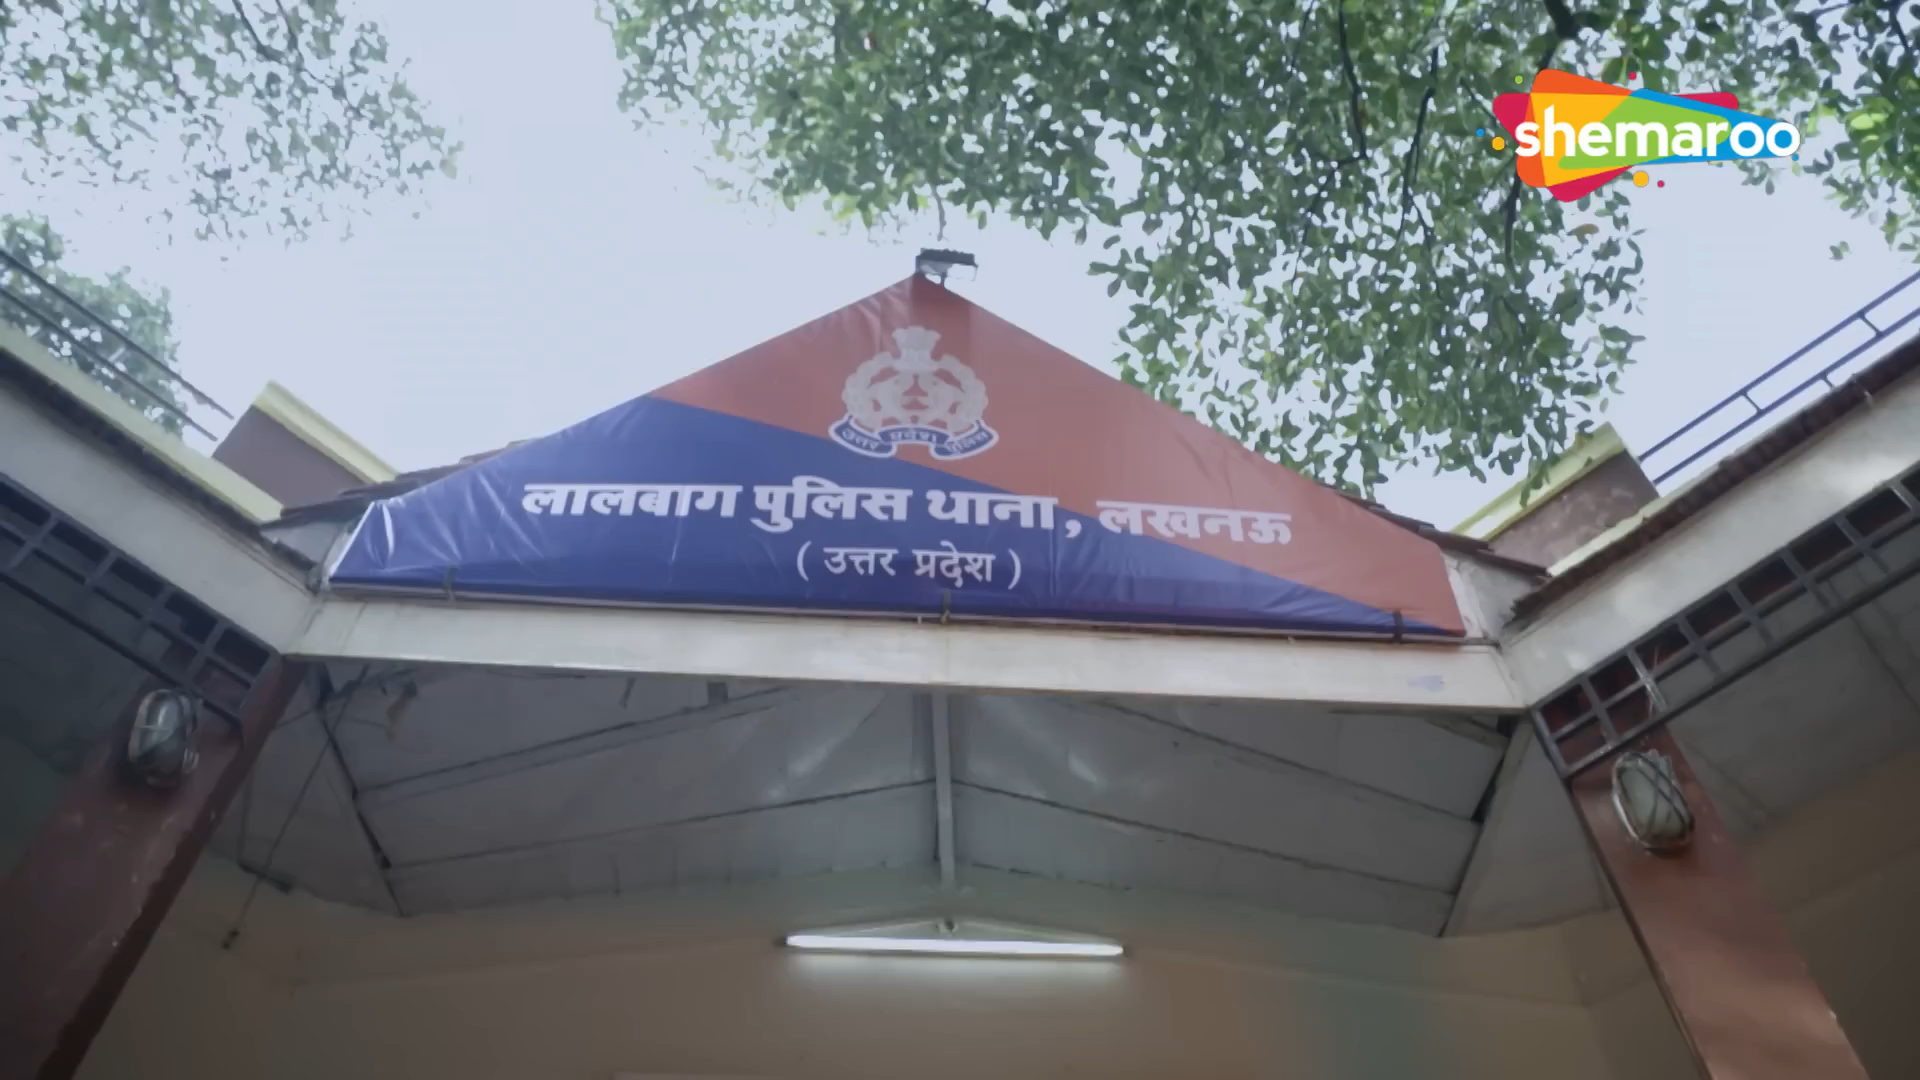 shemaroo
उत्तर प्रदेश पुलिस
लालबाग पुलिस थाना, लखनऊ
( उत्तर प्रदेश )